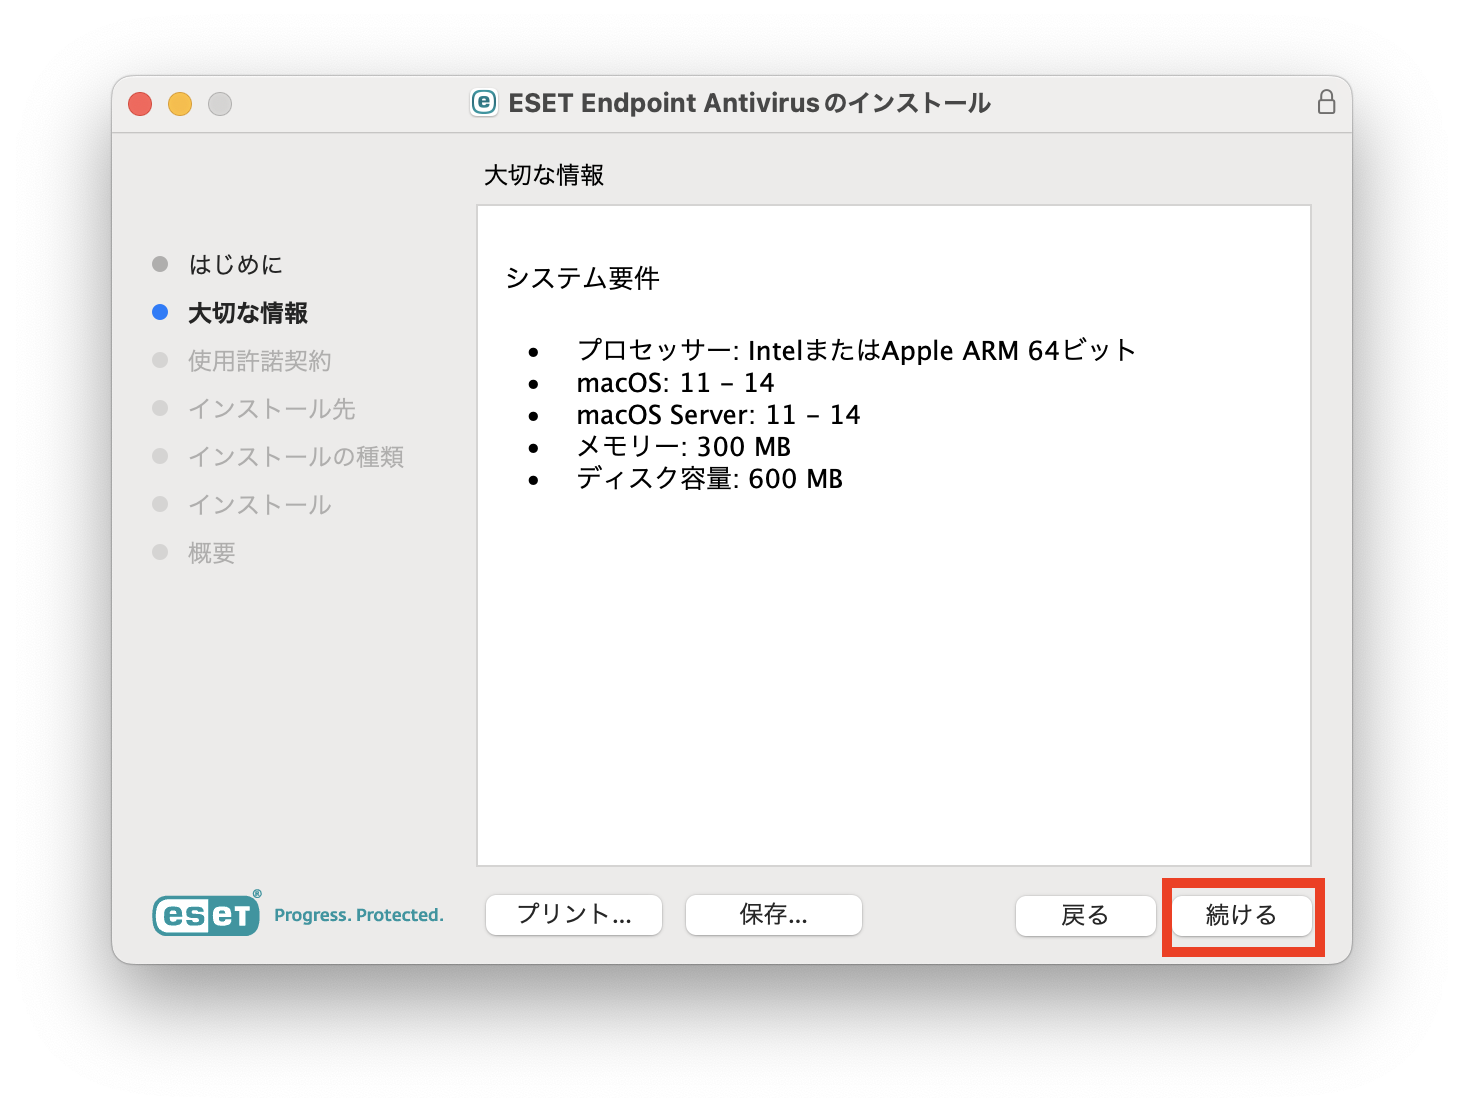 ESET Endpoint Antivirusのインストール
大切な情報
はじめに
大切な情報
使用許諾契約
インストール先
インストールの種類
インストール
概要
システム要件
• プロセッサー: IntelまたはApple ARM 64ビット
• macOS: 11 – 14
• macOS Server: 11 – 14
• メモリー: 300 MB
• ディスク容量: 600 MB
eseT® Progress. Protected.
プリント...
保存...
戻る
続ける